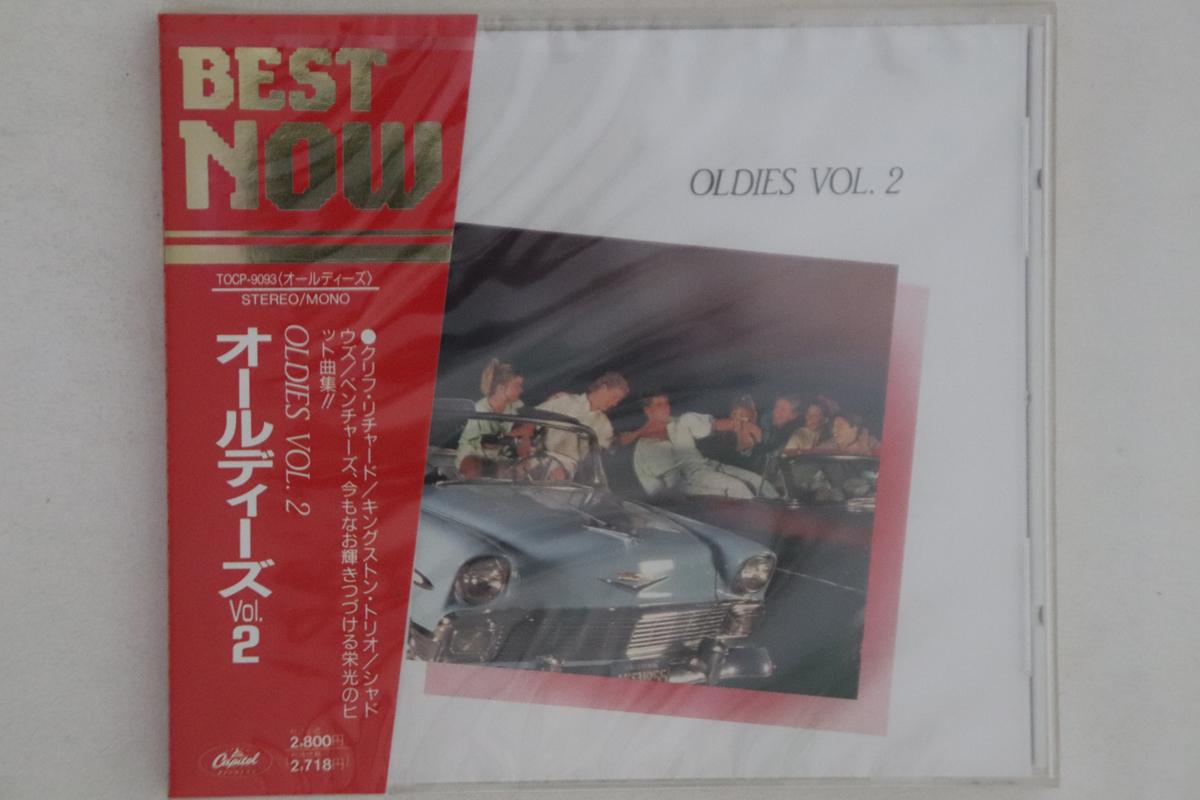 BEST
NOW
TOCP-9093(オールディーズ)
STEREO/MONO
●クリフ・リチャード/キングストン・トリオ/シャド
ウズ/ベンチャーズ、今もなお輝きつづける栄光のヒ
ット曲集!!
OLDIES VOL. 2
オールディーズ Vol. 2
2,800円
2,718円
Capitol
RECORDS
OLDIES VOL. 2